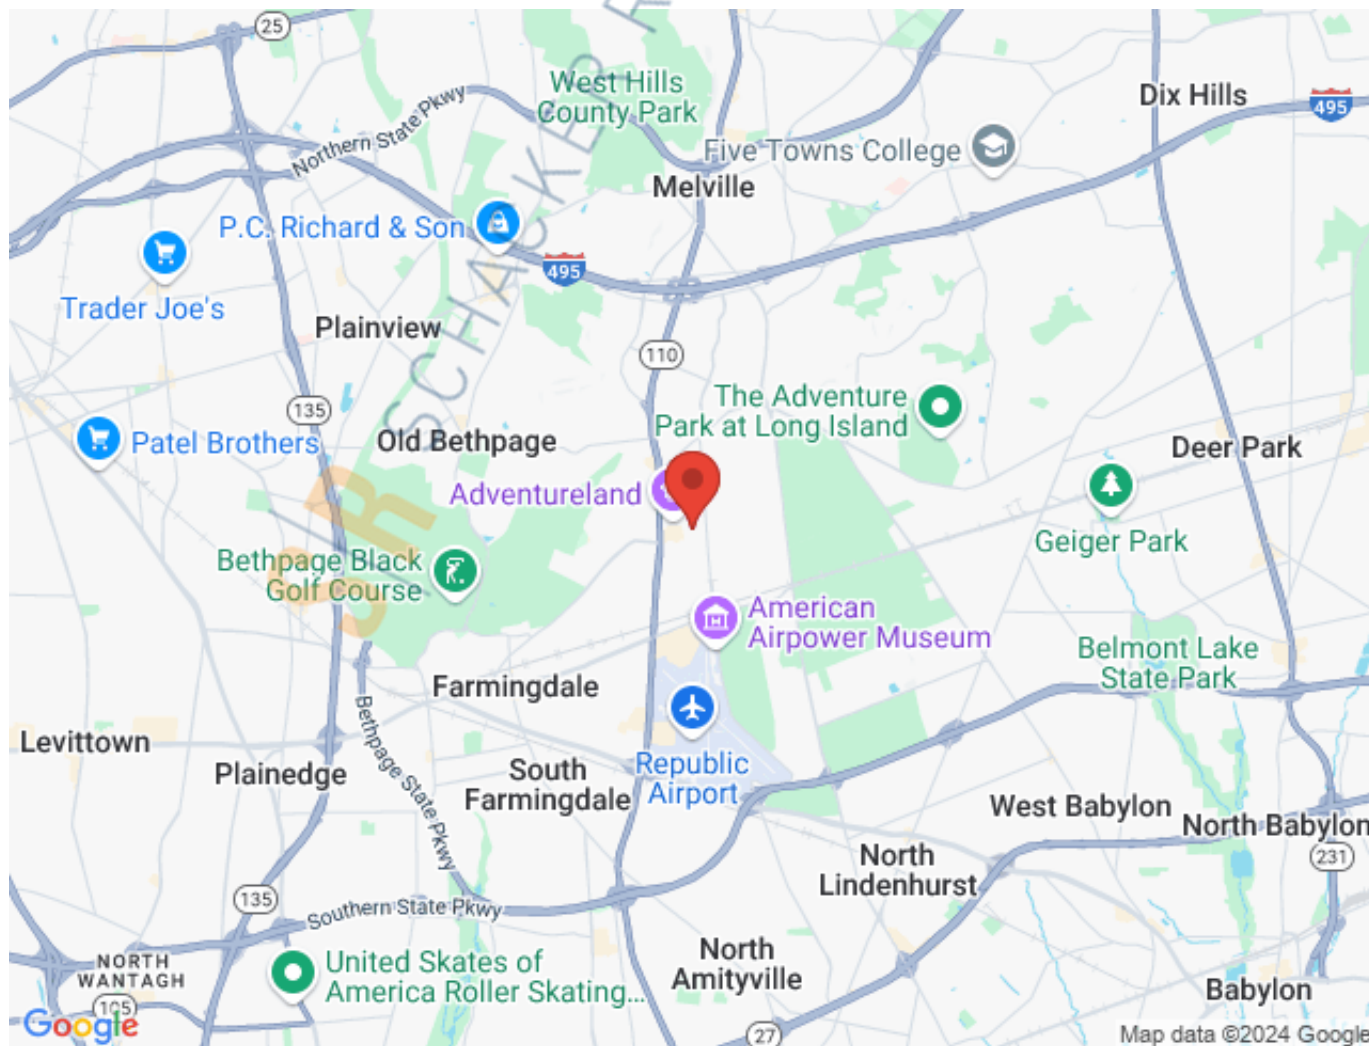 25
West Hills
County Park
Dix Hills
495
Northern State Pkwy
Five Towns College
Melville
P.C. Richard & Son
495
Trader Joe's
Plainview
110
135
The Adventure
Park at Long Island
Patel Brothers
Old Bethpage
Deer Park
Adventureland
SR
SCHACKER R
Bethpage Black
Golf Course
Geiger Park
American
Airpower Museum
Belmont Lake
State Park
Farmingdale
Bethpage State Pkwy
Levittown
Plainedge
South
Farmingdale
Republic
Airport
West Babylon
North Babylon
231
North
Lindenhurst
135
Southern State Pkwy
NORTH
WANTAGH
105
United Skates of
America Roller Skating...
North
Amityville
Babylon
27
Google
Map data ©2024 Google